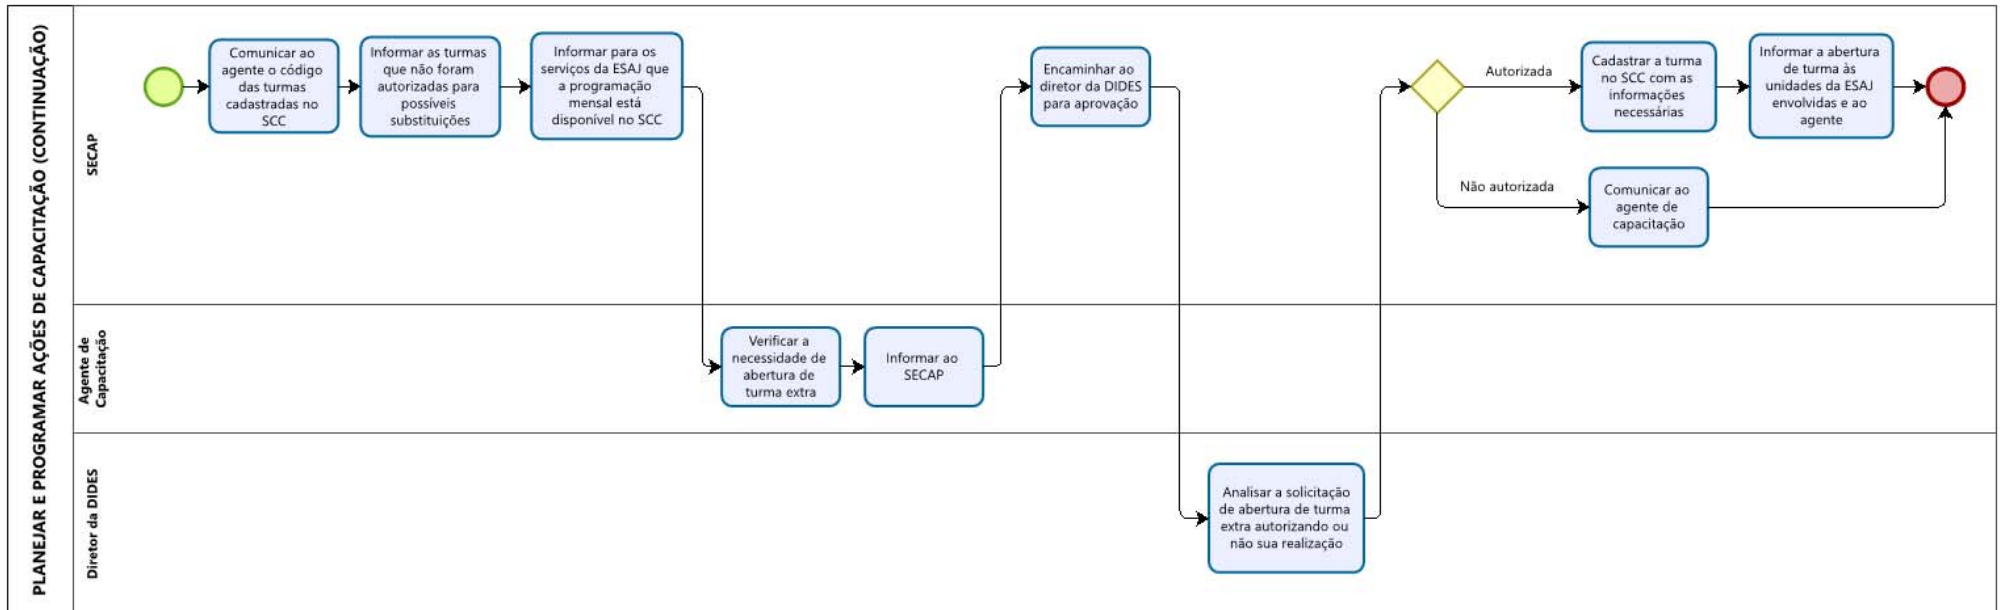 PLANEJAR E PROGRAMAR AÇÕES DE CAPACITAÇÃO (CONTINUAÇÃO)
SECAP
Comunicar ao
agente o código
das turmas
cadastradas no
SCC
Informar as turmas
que não foram
autorizadas para
possíveis
substituições
Informar para os
serviços da ESAJ que
a programação
mensal está
disponível no SCC
Encaminhar ao
diretor da DIDES
para aprovação
Autorizada
Cadastrar a turma
no SCC com as
informações
necessárias
Informar a abertura
de turma às
unidades da ESAJ
envolvidas e ao
agente
Não autorizada
Comunicar ao
agente de
capacitação
Agente de
Capacitação
Verificar a
necessidade de
abertura de
turma extra
Informar ao
SECAP
Diretor da DIDES
Analisar a solicitação
de abertura de turma
extra autorizando ou
não sua realização